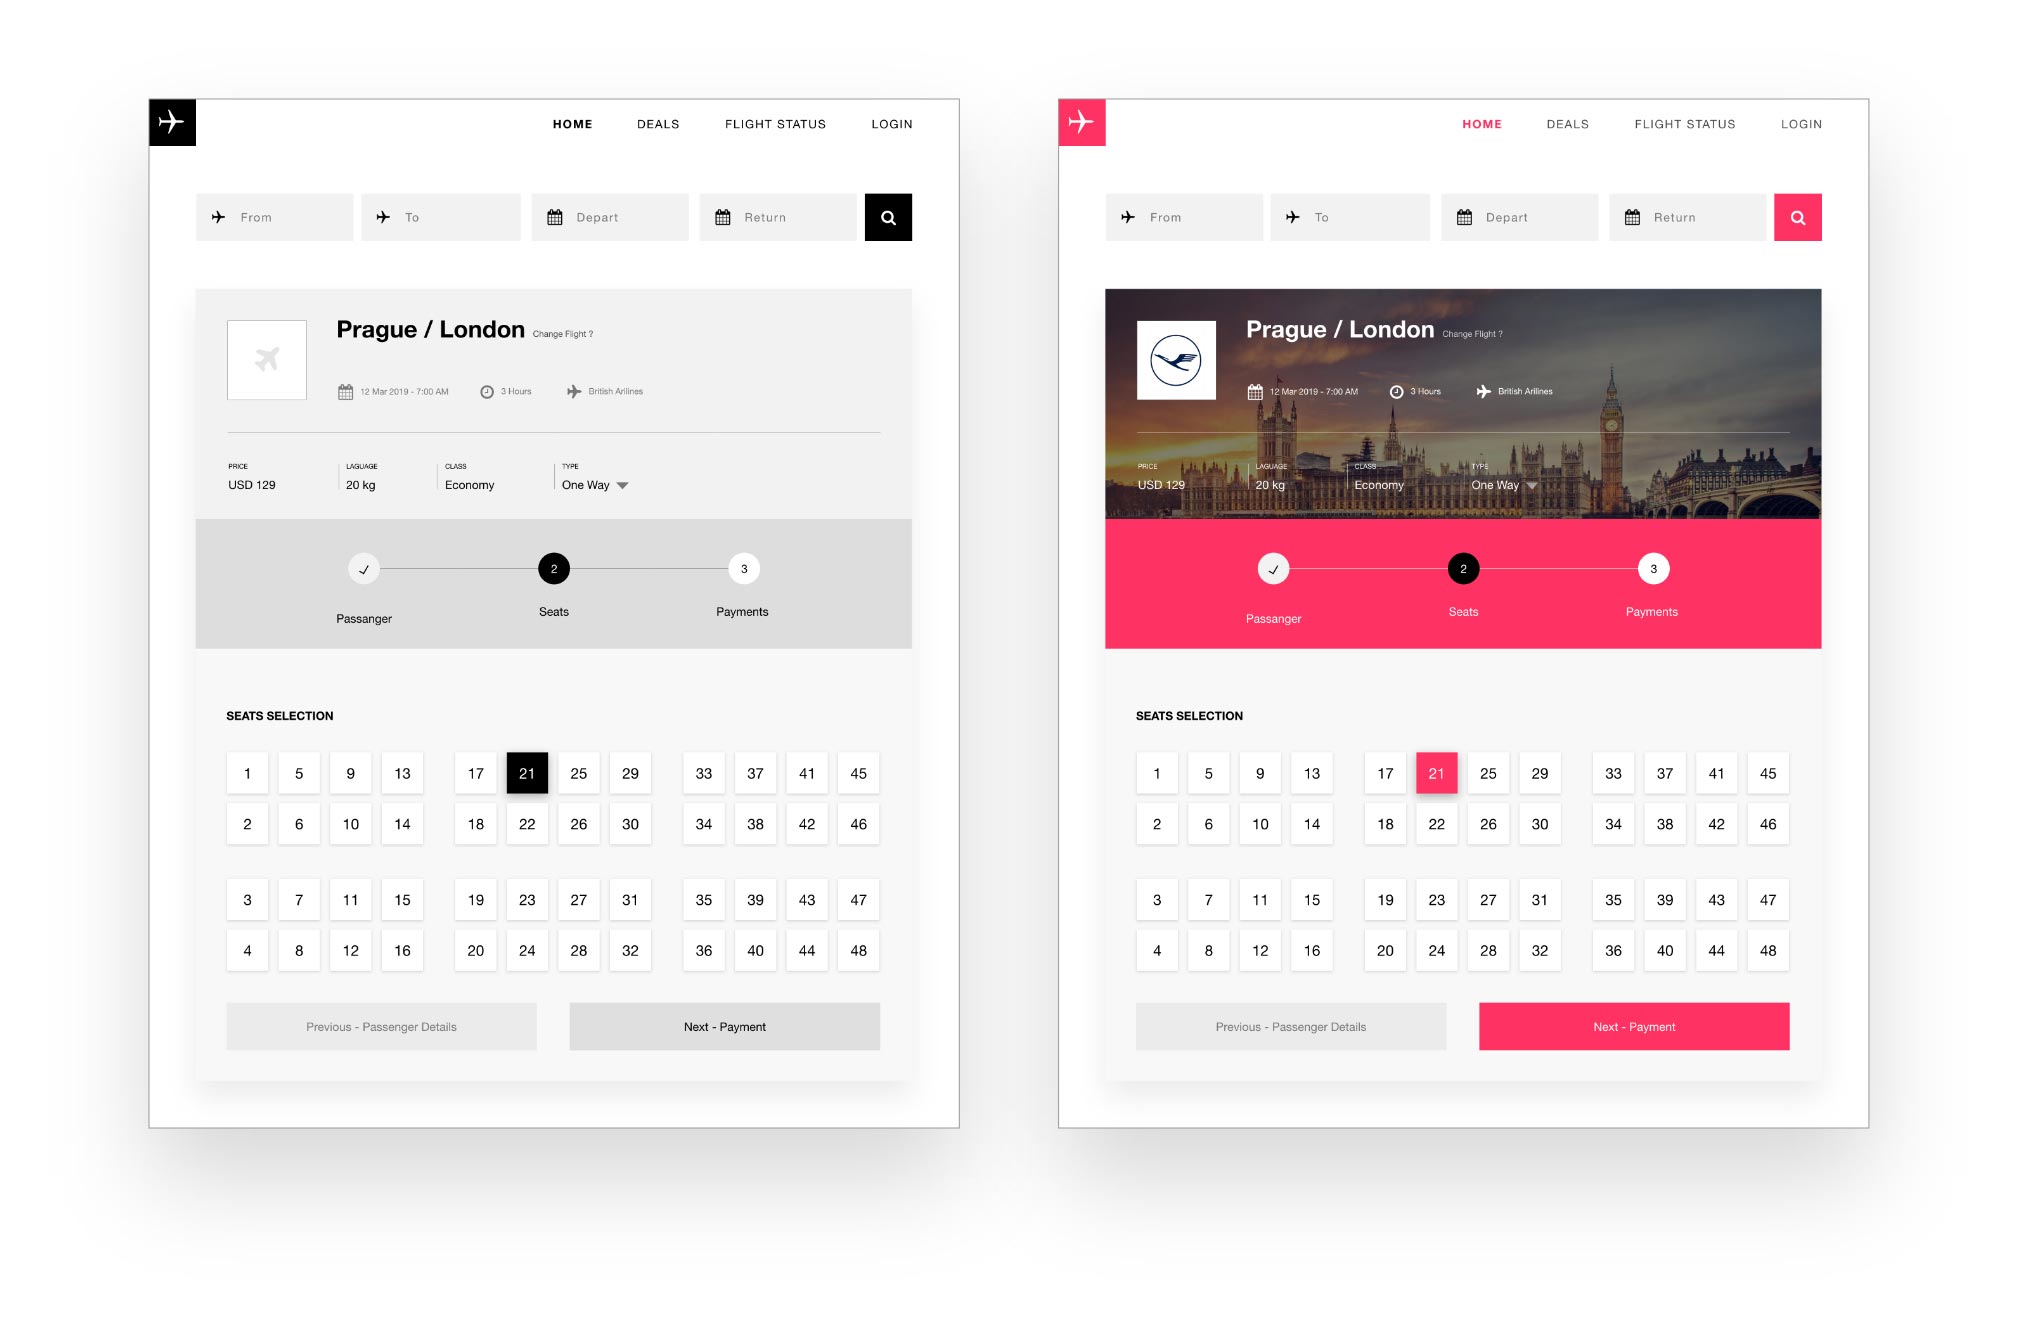 HOME DEALS FLIGHT STATUS LOGIN
From To Depart Return
Prague / London Change Flight ?
12 Mar 2019 - 7:00 AM 3 Hours British Arilines
PRICE LAGUAGE CLASS TYPE
USD 129 20 kg Economy One Way
2 3
Passanger Seats Payments
SEATS SELECTION
1 5 9 13 17 21 25 29 33 37 41 45
2 6 10 14 18 22 26 30 34 38 42 46
3 7 11 15 19 23 27 31 35 39 43 47
4 8 12 16 20 24 28 32 36 40 44 48
Previous - Passenger Details Next - Payment
HOME DEALS FLIGHT STATUS LOGIN
From To Depart Return
Prague / London Change Flight ?
12 Mar 2019 - 7:00 AM 3 Hours British Arilines
PRICE LAGUAGE CLASS TYPE
USD 129 20 kg Economy One Way
2 3
Passanger Seats Payments
SEATS SELECTION
1 5 9 13 17 21 25 29 33 37 41 45
2 6 10 14 18 22 26 30 34 38 42 46
3 7 11 15 19 23 27 31 35 39 43 47
4 8 12 16 20 24 28 32 36 40 44 48
Previous - Passenger Details Next - Payment